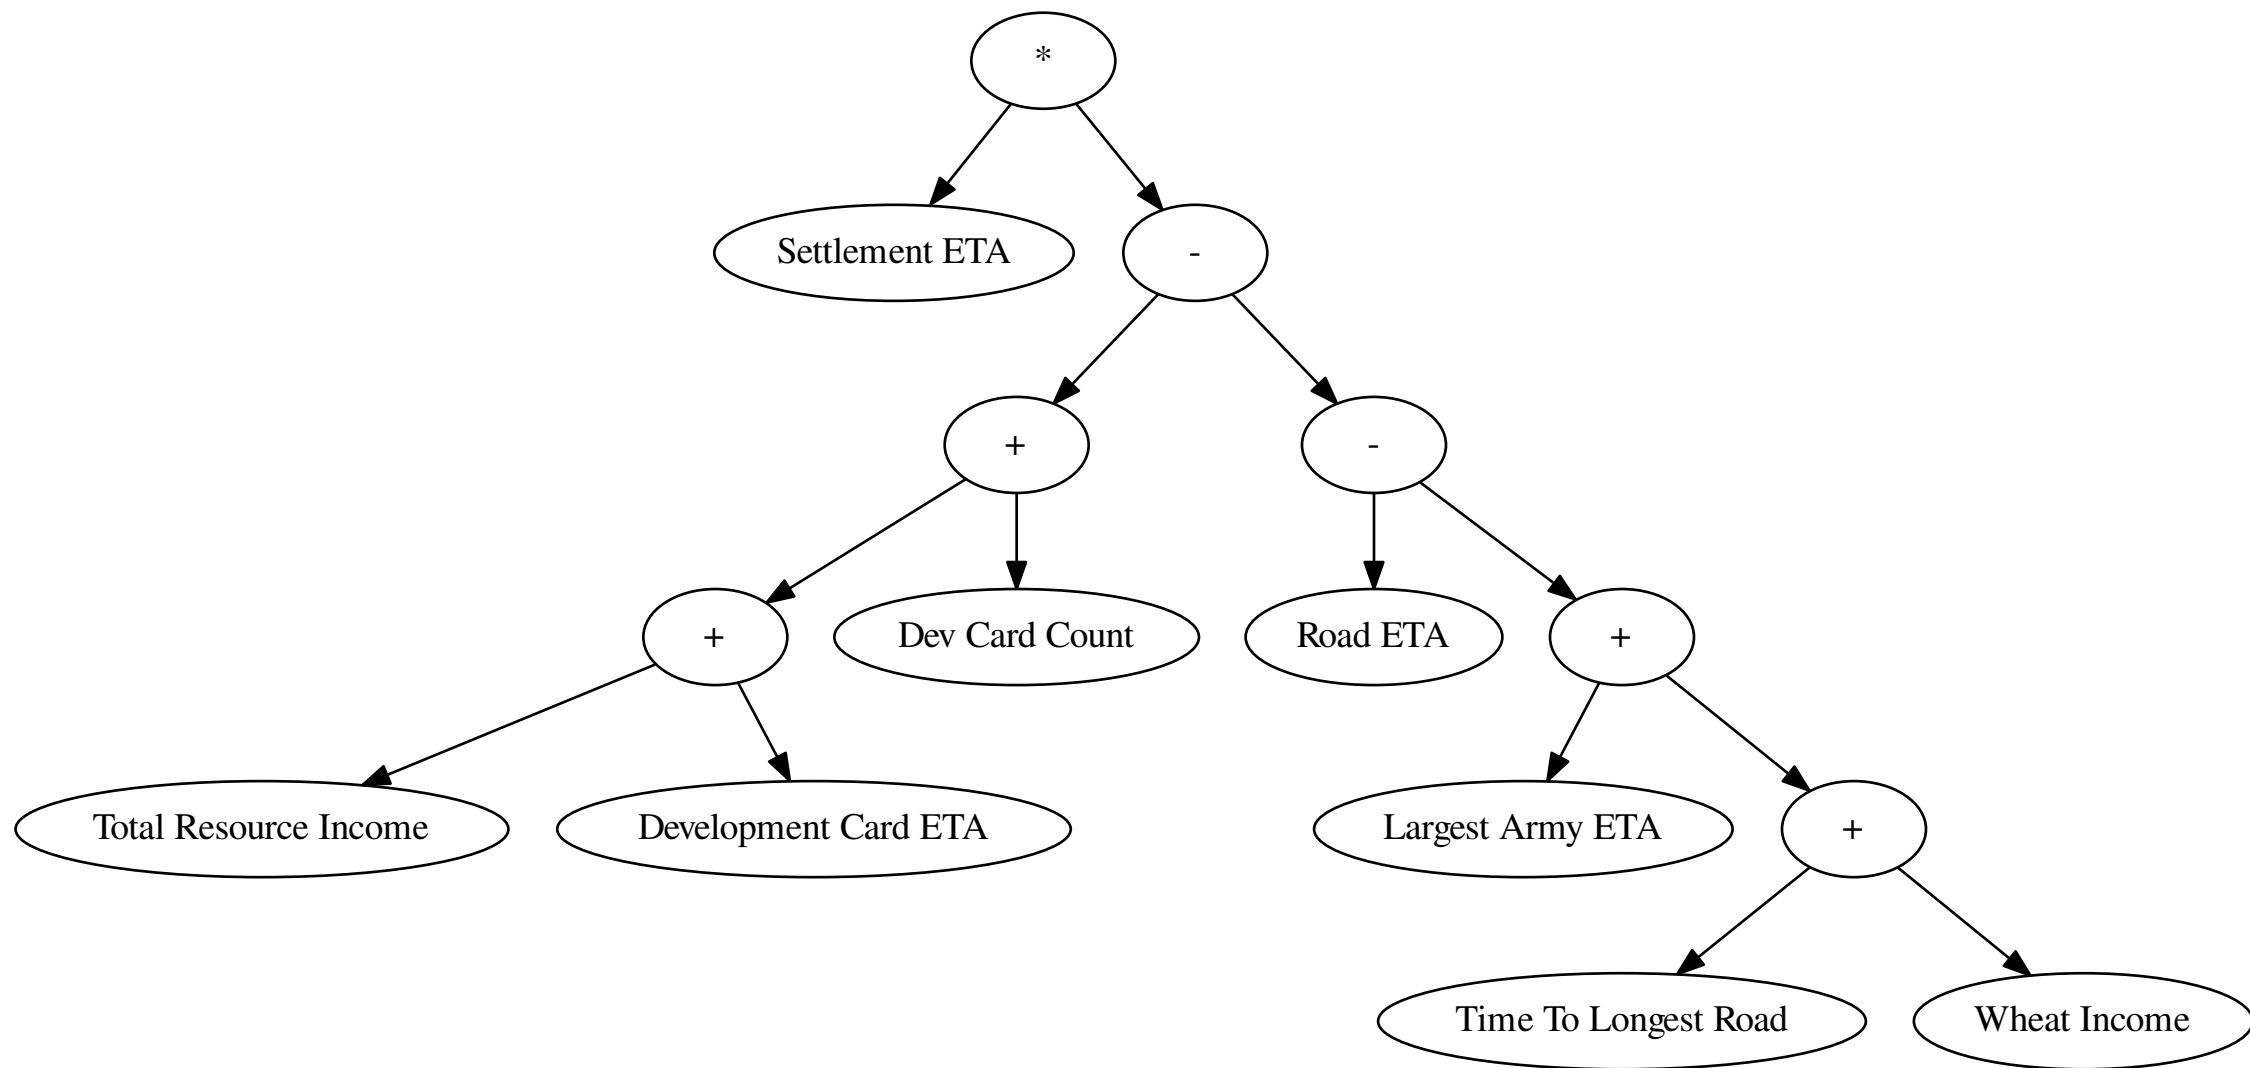 *
Settlement ETA
-
+
-
+
Dev Card Count
Road ETA
+
Total Resource Income
Development Card ETA
Largest Army ETA
+
Time To Longest Road
Wheat Income